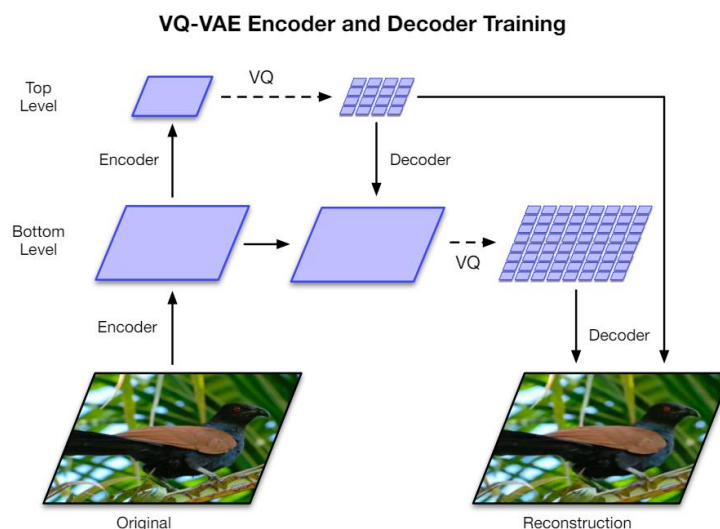 VQ-VAE Encoder and Decoder Training
Top
Level
VQ
Encoder
Decoder
Bottom
Level
VQ
Encoder
Decoder
Original
Reconstruction